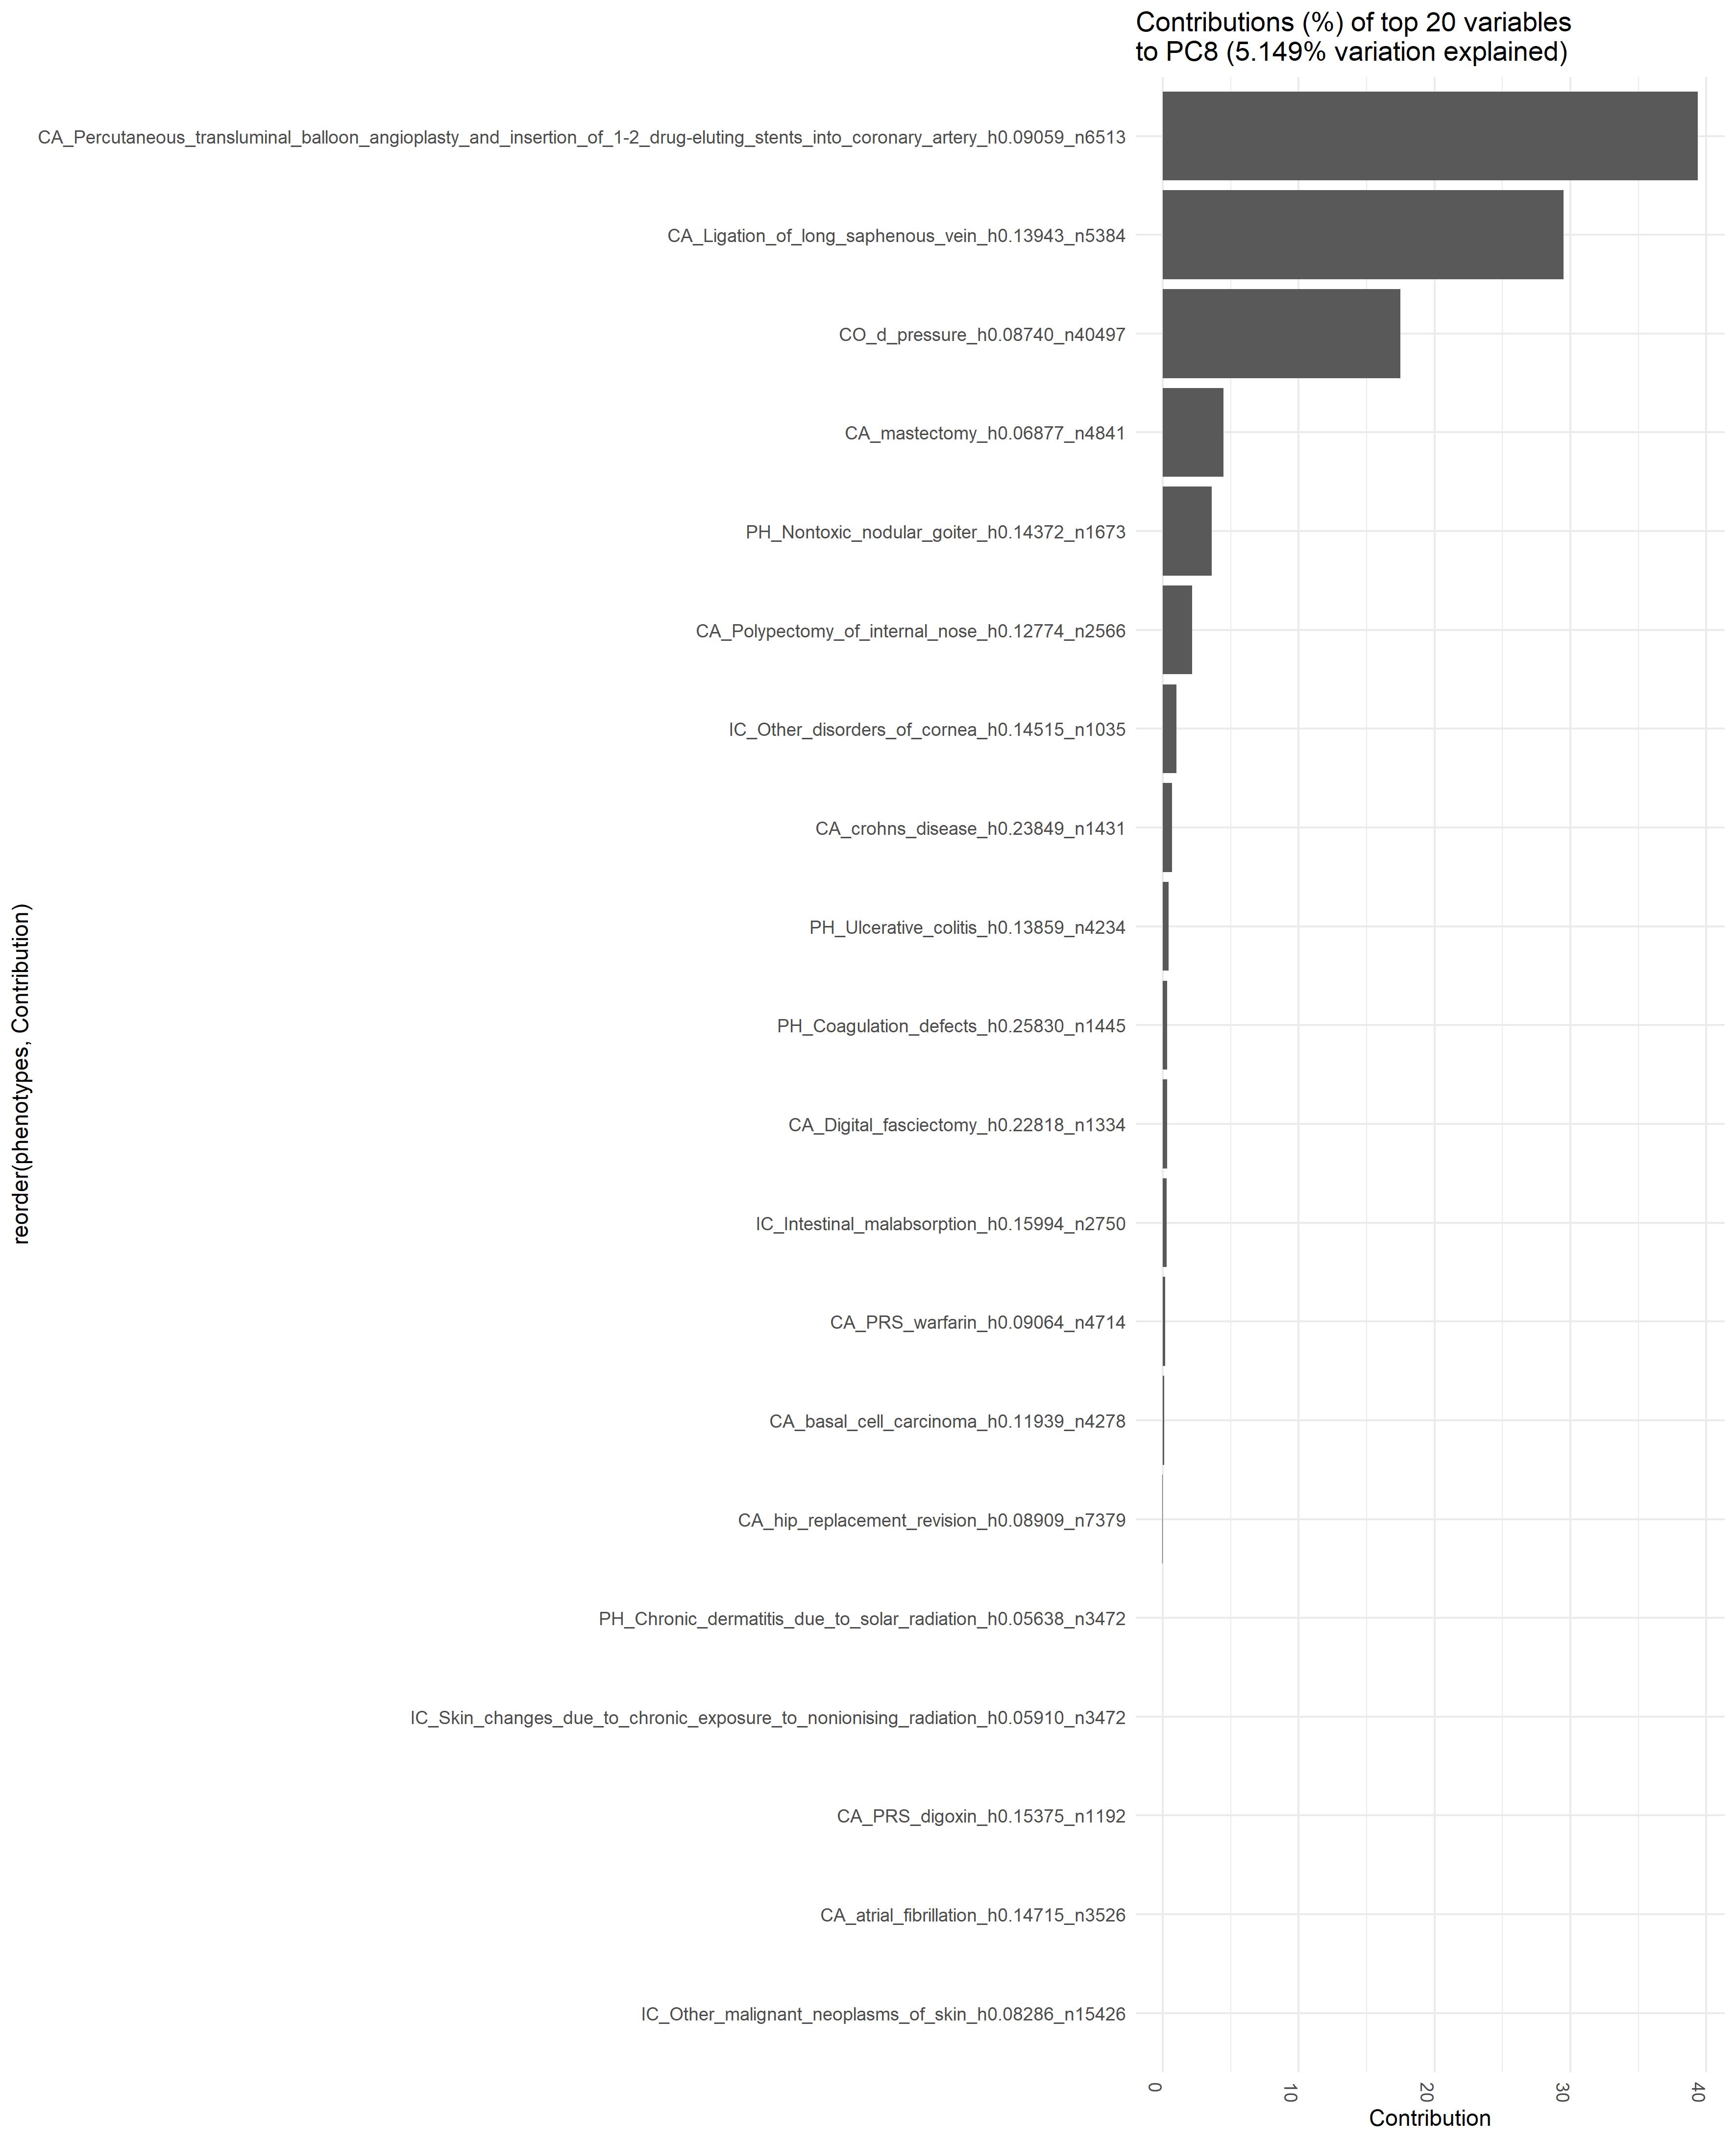 Contributions (%) of top 20 variables
to PC8 (5.149% variation explained)
CA_Percutaneous_transluminal_balloon_angioplasty_and_insertion_of_1-2_drug-eluting_stents_into_coronary_artery_h0.09059_n6513
CA_Ligation_of_long_saphenous_vein_h0.13943_n5384
CO_d_pressure_h0.08740_n40497
CA_mastectomy_h0.06877_n4841
PH_Nontoxic_nodular_goiter_h0.14372_n1673
CA_Polypectomy_of_internal_nose_h0.12774_n2566
IC_Other_disorders_of_cornea_h0.14515_n1035
CA_crohns_disease_h0.23849_n1431
PH_Ulcerative_colitis_h0.13859_n4234
PH_Coagulation_defects_h0.25830_n1445
CA_Digital_fasciectomy_h0.22818_n1334
IC_Intestinal_malabsorption_h0.15994_n2750
CA_PRS_warfarin_h0.09064_n4714
CA_basal_cell_carcinoma_h0.11939_n4278
CA_hip_replacement_revision_h0.08909_n7379
PH_Chronic_dermatitis_due_to_solar_radiation_h0.05638_n3472
IC_Skin_changes_due_to_chronic_exposure_to_nonionising_radiation_h0.05910_n3472
CA_PRS_digoxin_h0.15375_n1192
CA_atrial_fibrillation_h0.14715_n3526
IC_Other_malignant_neoplasms_of_skin_h0.08286_n15426
reorder(phenotypes, Contribution)
0 10 20 30 40
Contribution